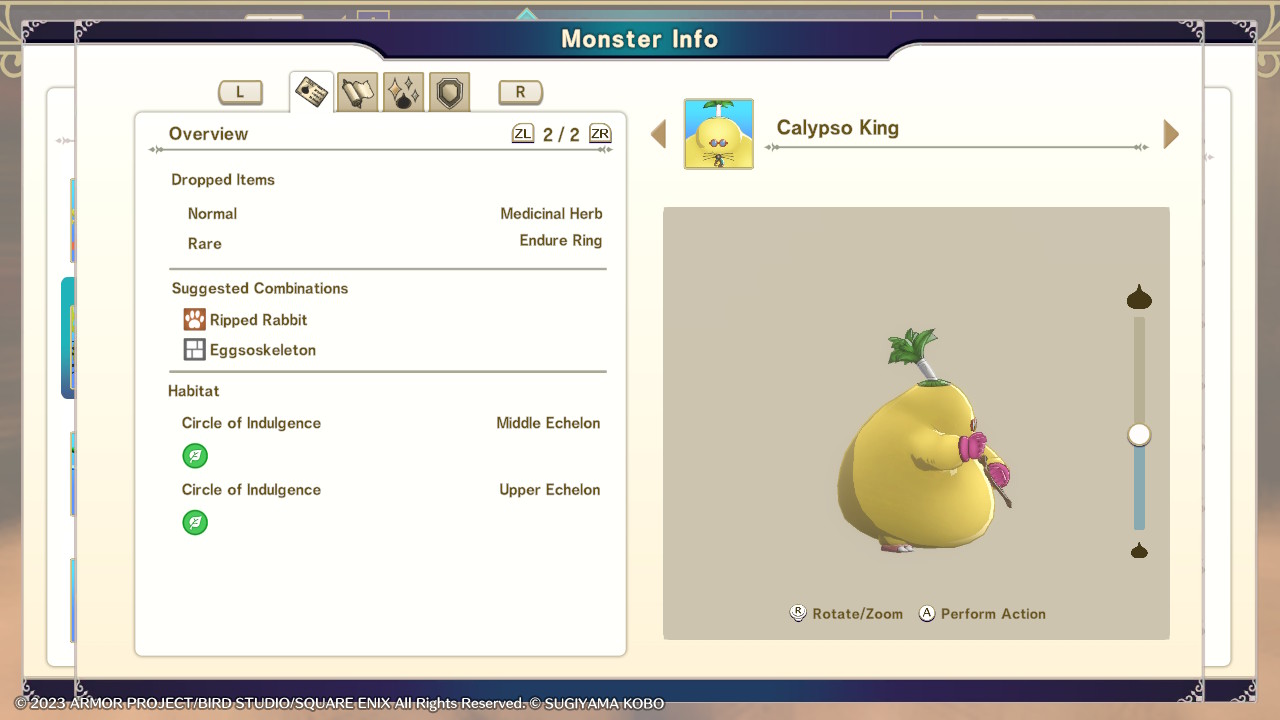 Monster Info
L
R
Overview
ZL 2 / 2 ZR
Dropped Items
Normal Medicinal Herb
Rare Endure Ring
Suggested Combinations
Ripped Rabbit
Eggsoskeleton
Habitat
Circle of Indulgence Middle Echelon
Circle of Indulgence Upper Echelon
Calypso King
R Rotate/Zoom A Perform Action
© 2023 ARMOR PROJECT/BIRD STUDIO/SQUARE ENIX All Rights Reserved. © SUGIYAMA KOBO